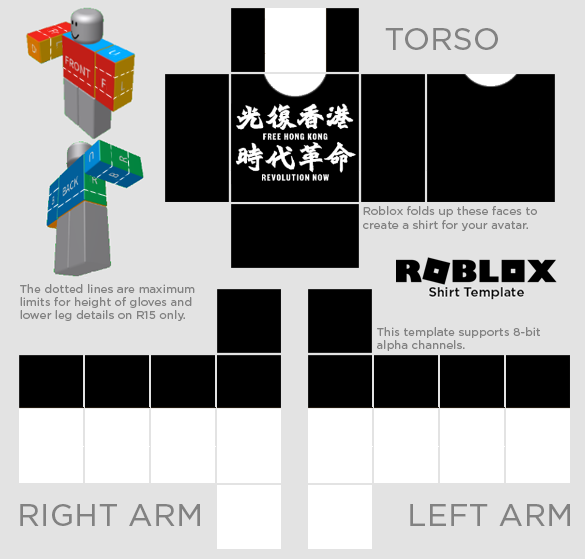 TORSO
FRONT
F
L
D
R
U
光復香港
FREE HONG KONG
時代革命
REVOLUTION NOW
BACK
U
R
B
R
Roblox folds up these faces to
create a shirt for your avatar.
ROBLOX
Shirt Template
The dotted lines are maximum
limits for height of gloves and
lower leg details on R15 only.
This template supports 8-bit
alpha channels.
RIGHT ARM
LEFT ARM